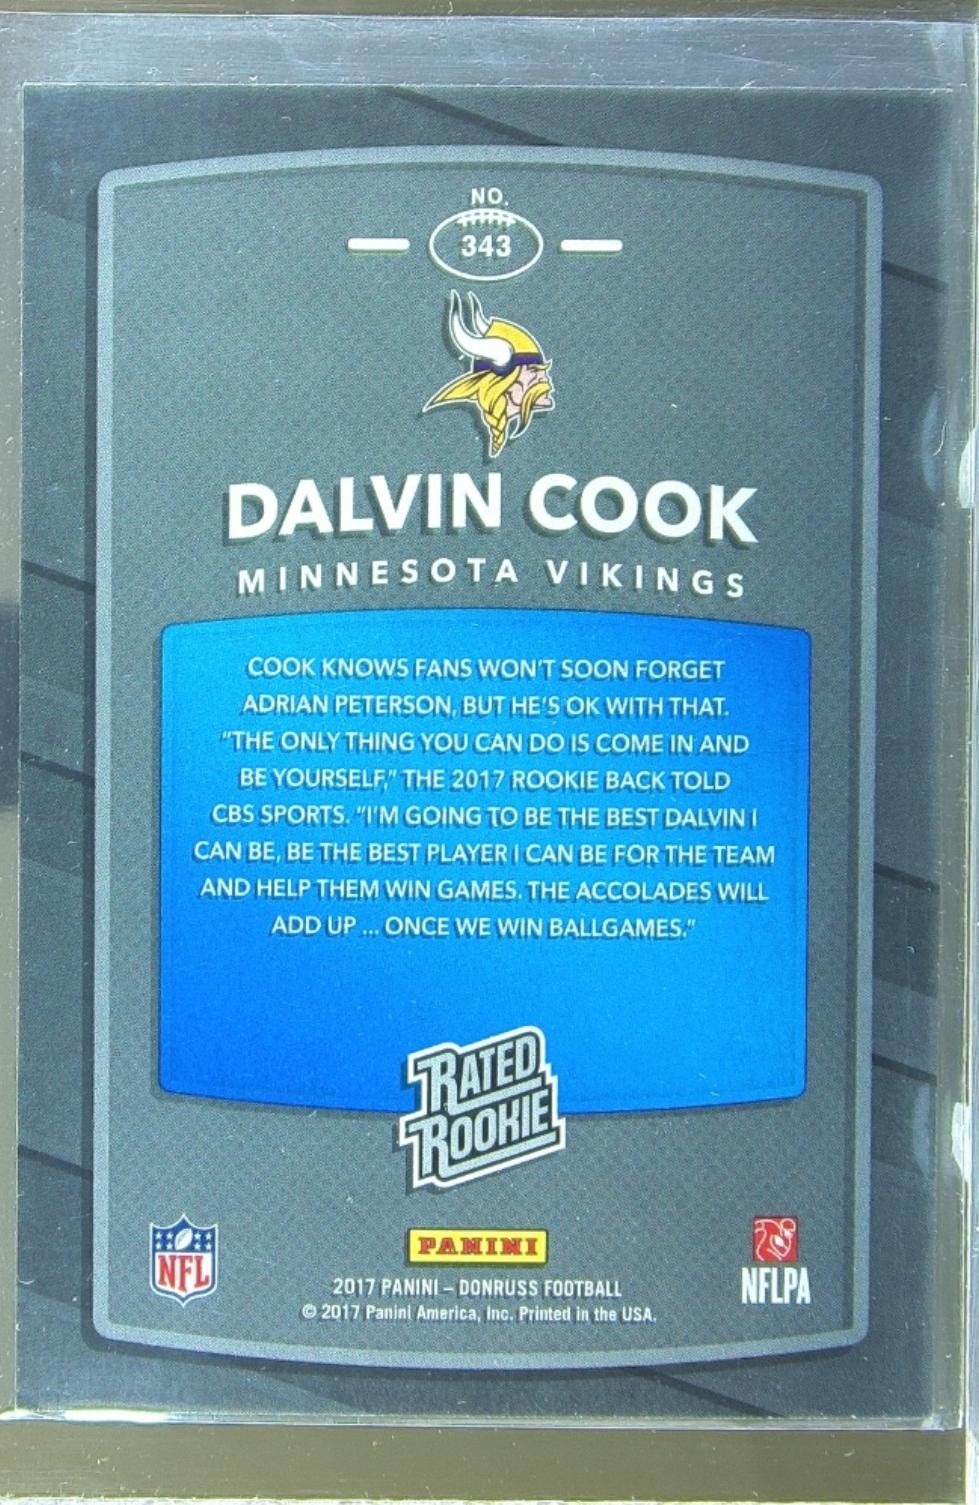 NO.
343
DALVIN COOK
MINNESOTA VIKINGS
COOK KNOWS FANS WON'T SOON FORGET
ADRIAN PETERSON, BUT HE'S OK WITH THAT.
"THE ONLY THING YOU CAN DO IS COME IN AND
BE YOURSELF," THE 2017 ROOKIE BACK TOLD
CBS SPORTS. "I'M GOING TO BE THE BEST DALVIN I
CAN BE, BE THE BEST PLAYER I CAN BE FOR THE TEAM
AND HELP THEM WIN GAMES. THE ACCOLADES WILL
ADD UP ... ONCE WE WIN BALLGAMES."
RATED
ROOKIE
NFL
PANINI
NFLPA
2017 PANINI – DONRUSS FOOTBALL
© 2017 Panini America, Inc. Printed in the USA.